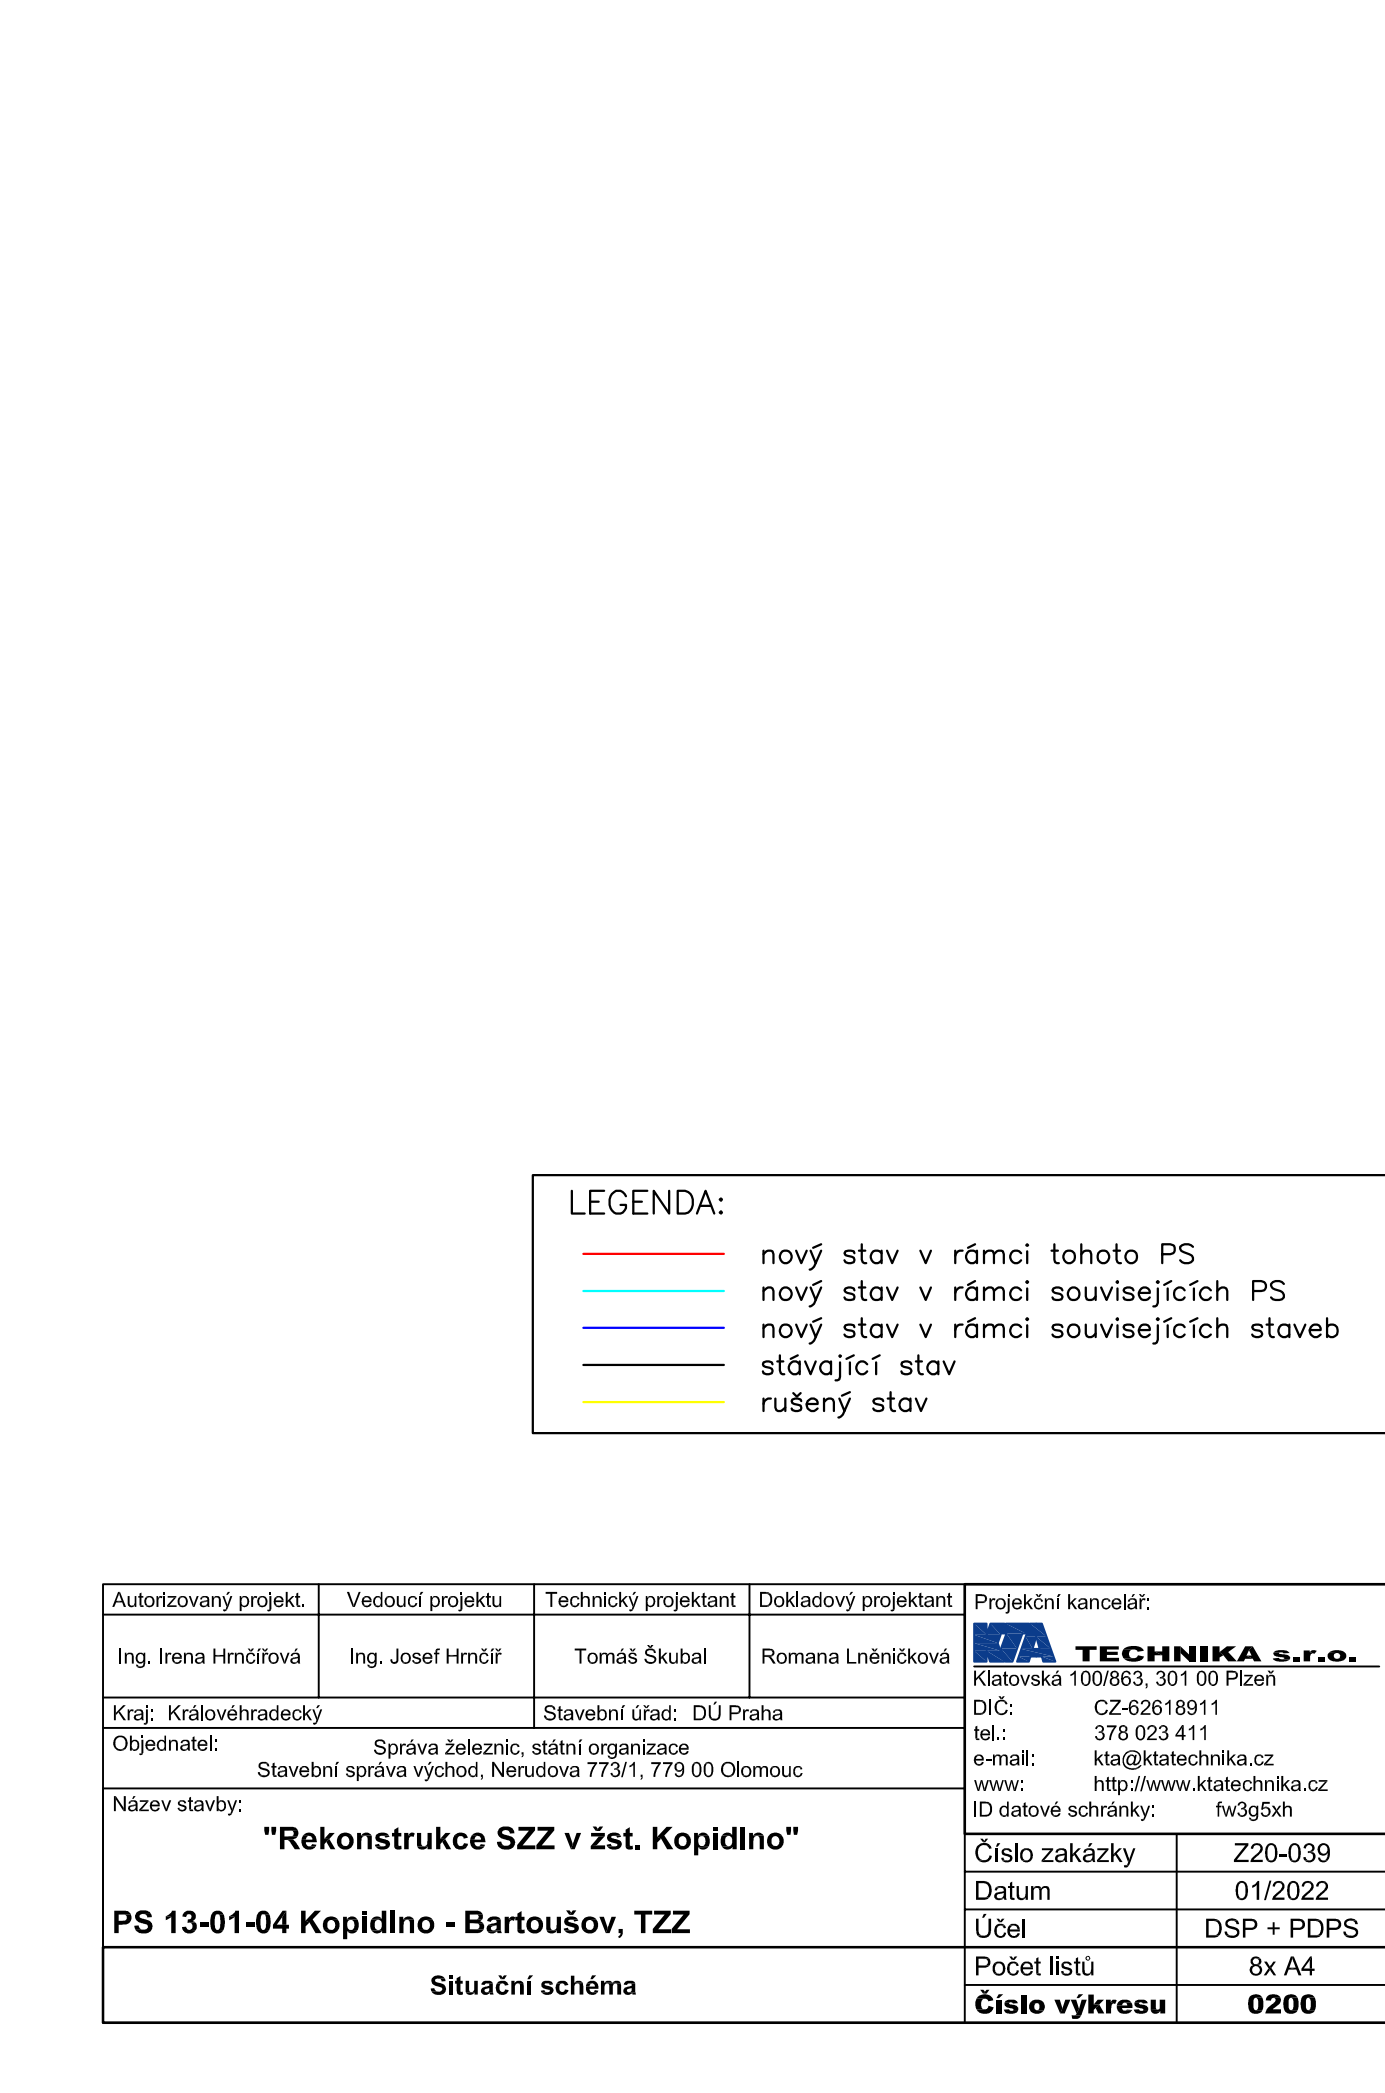 LEGENDA:
nový stav v rámci tohoto PS
nový stav v rámci souvisejících PS
nový stav v rámci souvisejících staveb
stávající stav
rušený stav
Autorizovaný projekt. Vedoucí projektu Technický projektant Dokladový projektant
Ing. Irena Hrnčířová Ing. Josef Hrnčíř Tomáš Škubal Romana Lněničková
Kraj: Královéhradecký Stavební úřad: DÚ Praha
Objednatel: Správa železnic, státní organizace
Stavební správa východ, Nerudova 773/1, 779 00 Olomouc
Název stavby:
"Rekonstrukce SZZ v žst. Kopidlno"
PS 13-01-04 Kopidlno - Bartoušov, TZZ
Situační schéma
Projekční kancelář:
KTA TECHNIKA s.r.o.
Klatovská 100/863, 301 00 Plzeň
DIČ: CZ-62618911
tel.: 378 023 411
e-mail: kta@ktatechnika.cz
www: http://www.ktatechnika.cz
ID datové schránky: fw3g5xh
Číslo zakázky Z20-039
Datum 01/2022
Účel DSP + PDPS
Počet listů 8x A4
Číslo výkresu 0200